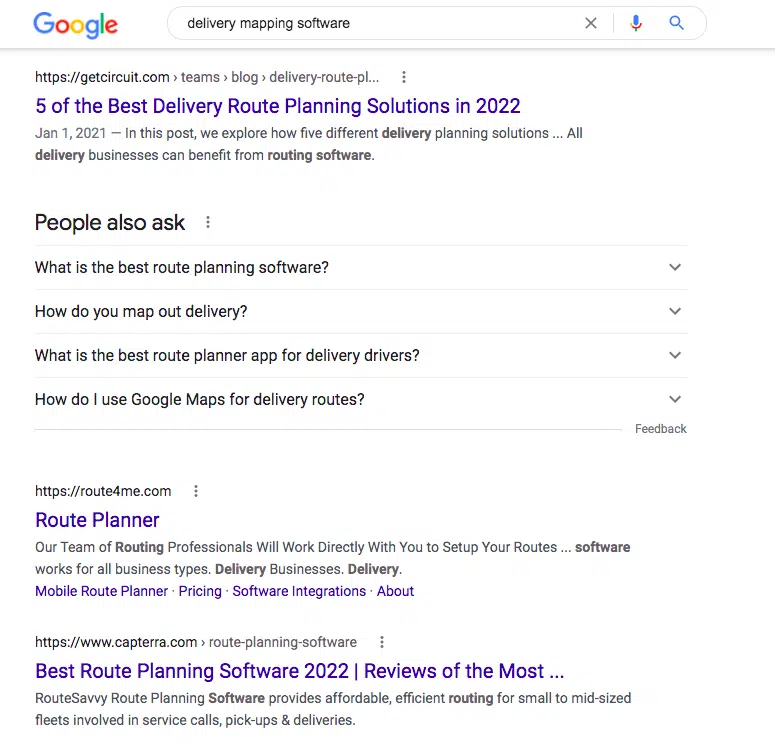 Google
delivery mapping software
https://getcircuit.com › teams › blog › delivery-route-pl...
5 of the Best Delivery Route Planning Solutions in 2022
Jan 1, 2021 — In this post, we explore how five different delivery planning solutions ... All
delivery businesses can benefit from routing software.
People also ask
What is the best route planning software?
How do you map out delivery?
What is the best route planner app for delivery drivers?
How do I use Google Maps for delivery routes?
Feedback
https://route4me.com
Route Planner
Our Team of Routing Professionals Will Work Directly With You to Setup Your Routes ... software
works for all business types. Delivery Businesses. Delivery.
Mobile Route Planner · Pricing · Software Integrations · About
https://www.capterra.com › route-planning-software
Best Route Planning Software 2022 | Reviews of the Most ...
RouteSavvy Route Planning Software provides affordable, efficient routing for small to mid-sized
fleets involved in service calls, pick-ups & deliveries.